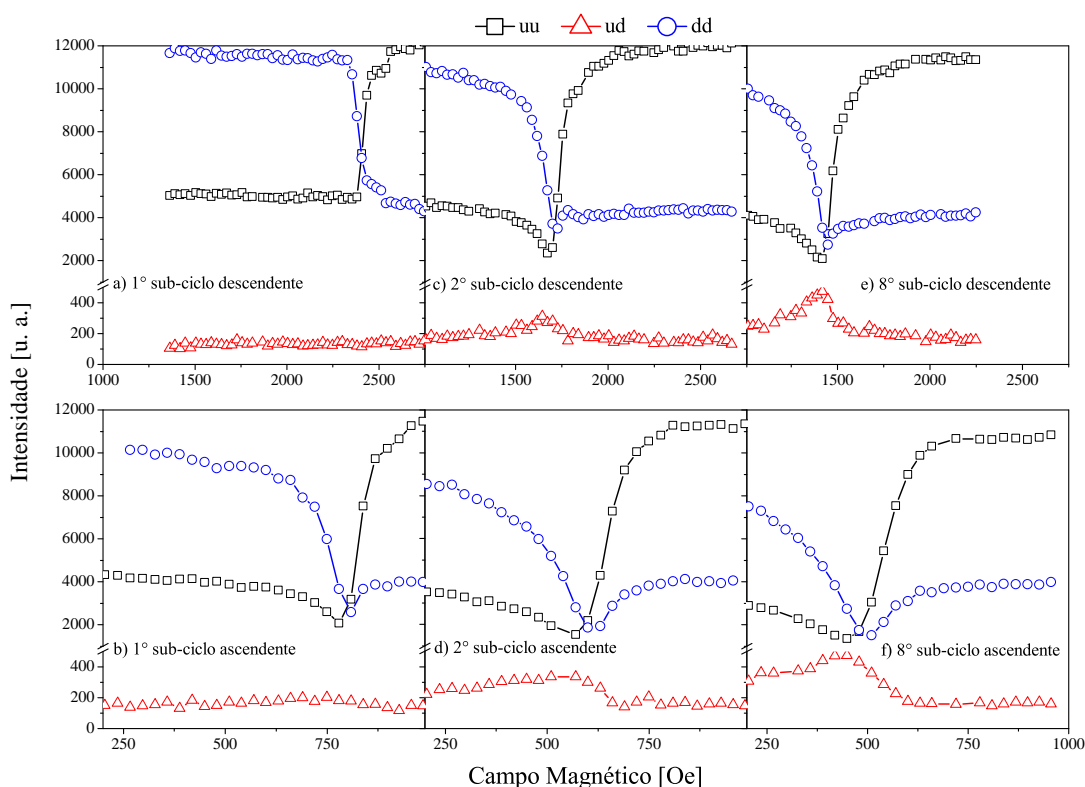 uu ud dd
12000
10000
8000
6000
4000
2000
400
200
0
a) 1° sub-ciclo descendente
c) 2° sub-ciclo descendente
e) 8° sub-ciclo descendente
1000 1500 2000 2500 1500 2000 2500 1500 2000 2500
Intensidade [u. a.]
12000
10000
8000
6000
4000
2000
400
200
0
b) 1° sub-ciclo ascendente
d) 2° sub-ciclo ascendente
f) 8° sub-ciclo ascendente
250 500 750 250 500 750 250 500 750 1000
Campo Magnético [Oe]